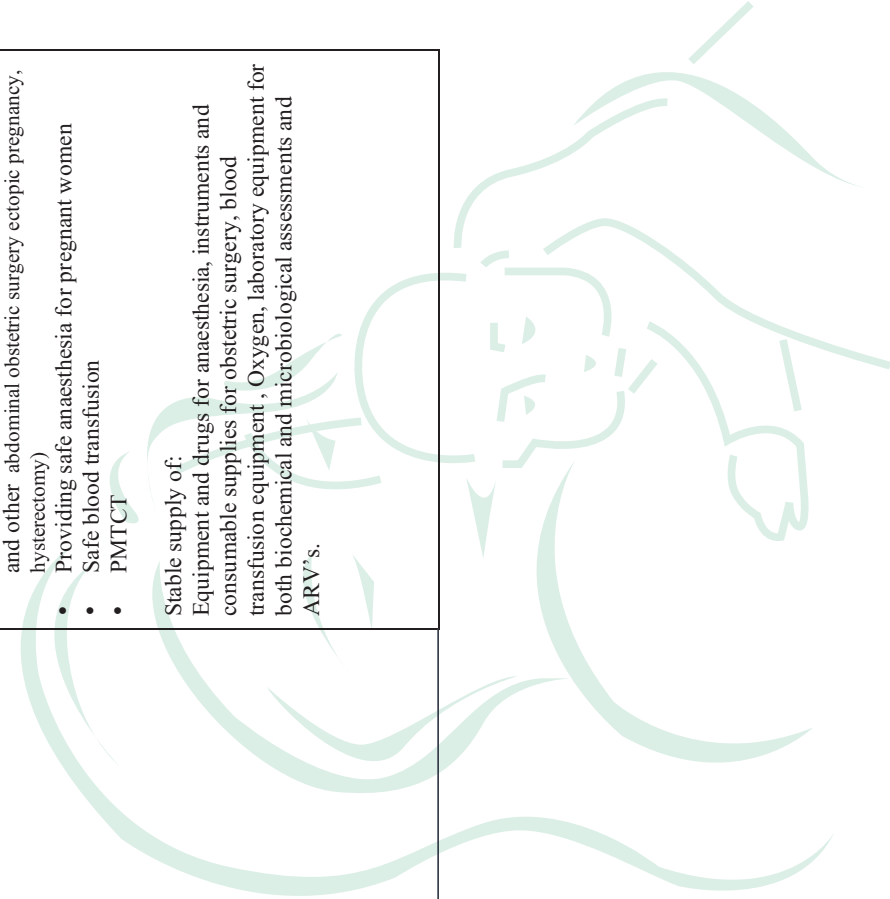 and other  abdominal obstetric surgery ectopic pregnancy,
hysterectomy)
• Providing safe anaesthesia for pregnant women
• Safe blood transfusion
• PMTCT
Stable supply of:
Equipment and drugs for anaesthesia, instruments and
consumable supplies for obstetric surgery, blood
transfusion equipment , Oxygen, laboratory equipment for
both biochemical and microbiological assessments and
ARV’s.